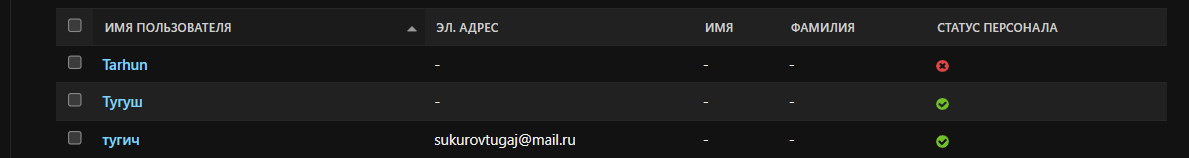 ИМЯ ПОЛЬЗОВАТЕЛЯ ЭЛ. АДРЕС ИМЯ ФАМИЛИЯ СТАТУС ПЕРСОНАЛА
Tarhun - - -
Тугуш - - -
тугич sukurovtugaj@mail.ru - -